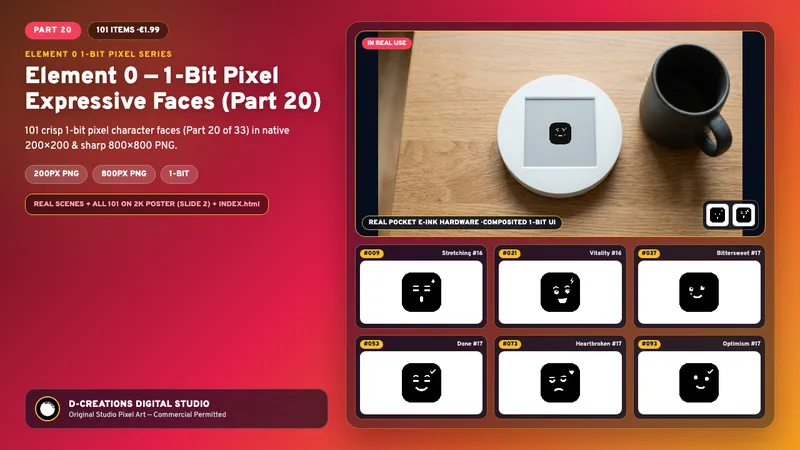 PART 20
101 ITEMS ·€1.99
ELEMENT 0 1-BIT PIXEL SERIES
Element 0 — 1-Bit Pixel
Expressive Faces (Part 20)
101 crisp 1-bit pixel character faces (Part 20 of 33) in native
200×200 & sharp 800×800 PNG.
200PX PNG
800PX PNG
1-BIT
REAL SCENES + ALL 101 ON 2K POSTER (SLIDE 2) + INDEX.html
D-CREATIONS DIGITAL STUDIO
Original Studio Pixel Art — Commercial Permitted
IN REAL USE
REAL POCKET E-INK HARDWARE ·COMPOSITED 1-BIT UI
#009
Stretching #16
#021
Vitality #16
#037
Bittersweet #17
#053
Done #17
#073
Heartbroken #17
#093
Optimism #17